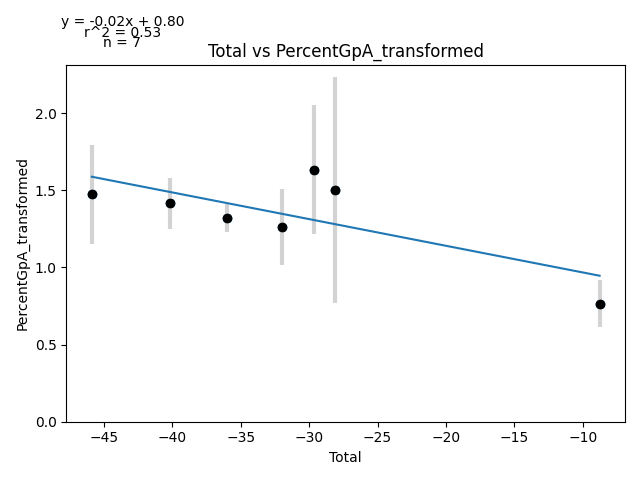 y = -0.02x + 0.80
r^2 = 0.53
n = 7
Total vs PercentGpA_transformed
PercentGpA_transformed
2.0
1.5
1.0
0.5
0.0
−45 −40 −35 −30 −25 −20 −15 −10
Total